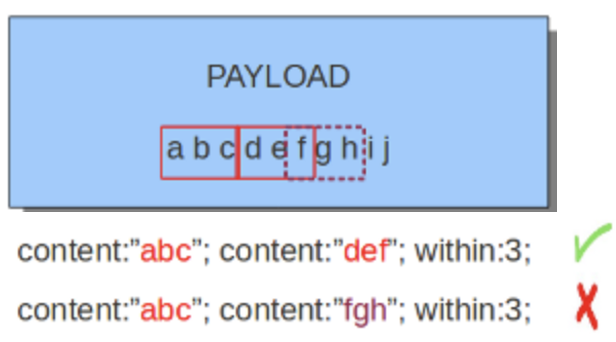 PAYLOAD
a b c d e f g h i j
content:”abc”; content:”def”; within:3;
content:”abc”; content:”fgh”; within:3;